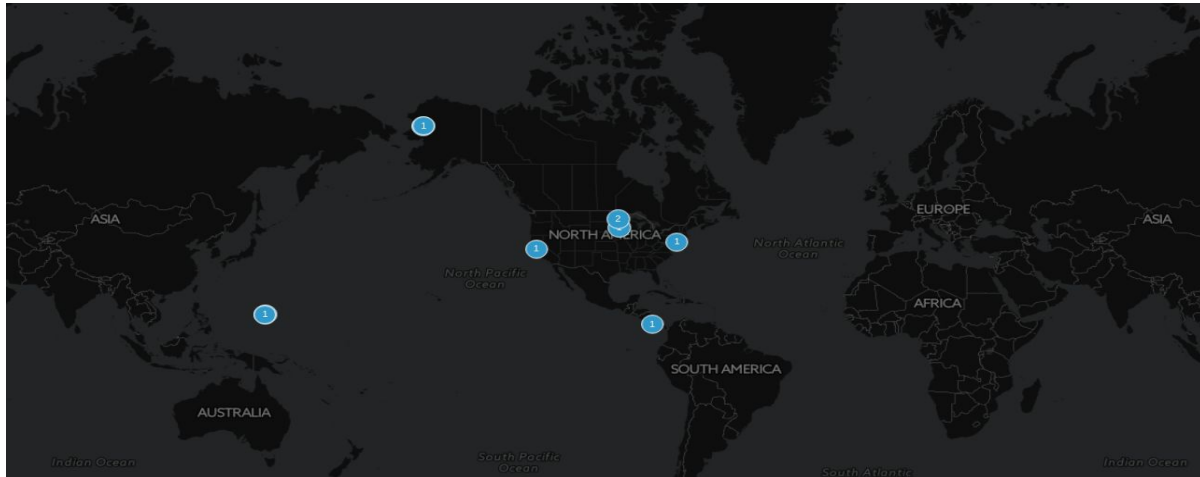 1
2
ASIA
NORTH AMERICA
EUROPE
ASIA
1
1
North Atlantic
Ocean
North Pacific
Ocean
AFRICA
1
1
SOUTH AMERICA
AUSTRALIA
Indian Ocean
South Pacific
Ocean
South Atlantic
Indian Ocean